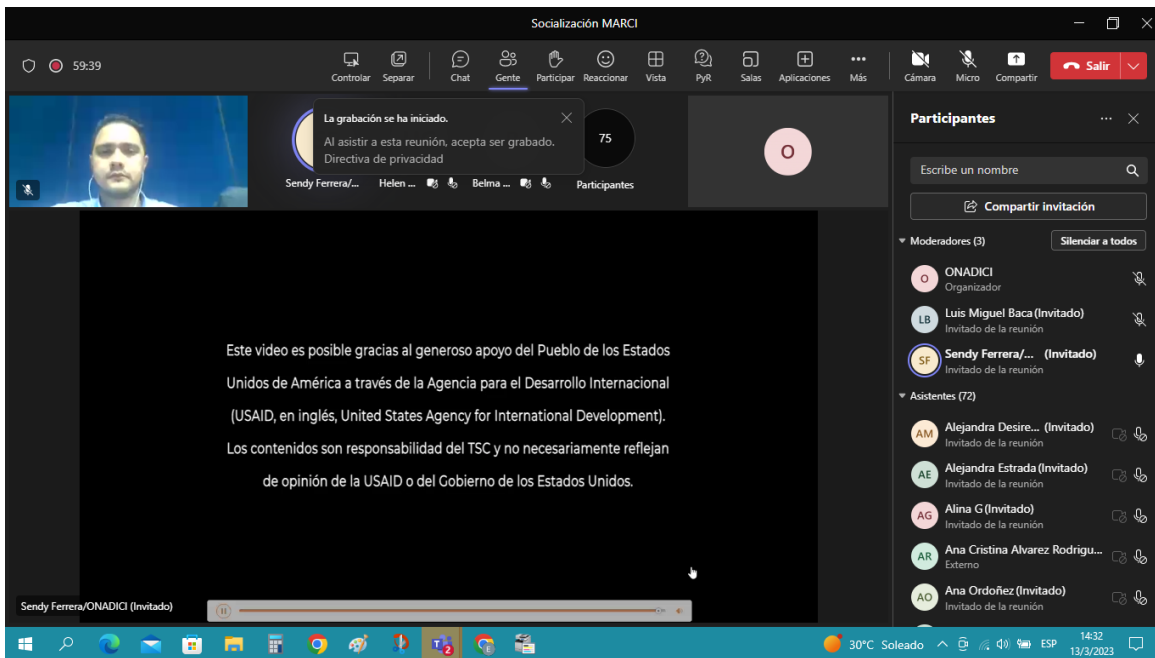 Socialización MARCI
59:39
Controlar
Separar
Chat
Gente
Participar
Reaccionar
Vista
PyR
Salas
Aplicaciones
Más
Cámara
Micro
Compartir
Salir
La grabación se ha iniciado.
Al asistir a esta reunión, acepta ser grabado.
Directiva de privacidad
75
O
Sendy Ferrera/...
Helen ...
Belma ...
Participantes
Este video es posible gracias al generoso apoyo del Pueblo de los Estados
Unidos de América a través de la Agencia para el Desarrollo Internacional
(USAID, en inglés, United States Agency for International Development).
Los contenidos son responsabilidad del TSC y no necesariamente reflejan
de opinión de la USAID o del Gobierno de los Estados Unidos.
Sendy Ferrera/ONADICI (Invitado)
Participantes
Escribe un nombre
Compartir invitación
Moderadores (3)
Silenciar a todos
O
ONADICI
Organizador
LB
Luis Miguel Baca (Invitado)
Invitado de la reunión
SF
Sendy Ferrera/... (Invitado)
Invitado de la reunión
Asistentes (72)
AM
Alejandra Desire... (Invitado)
Invitado de la reunión
AE
Alejandra Estrada (Invitado)
Invitado de la reunión
AG
Alina G (Invitado)
Invitado de la reunión
AR
Ana Cristina Alvarez Rodrigu...
Externo
AO
Ana Ordoñez (Invitado)
Invitado de la reunión
2
30°C Soleado
ESP
14:32
13/3/2023